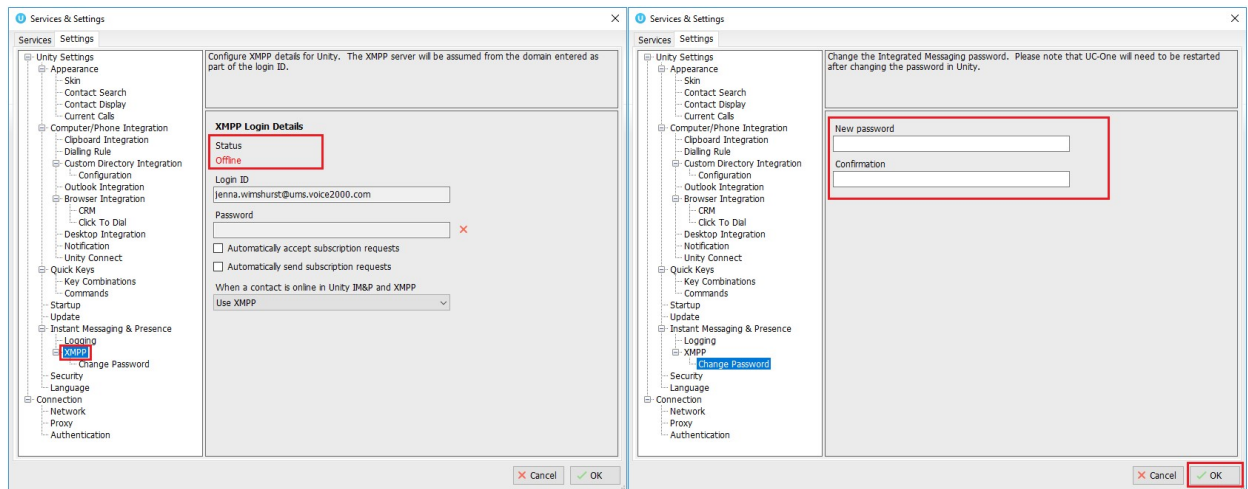 Services & Settings
Services Settings
Unity Settings
Appearance
Skin
Contact Search
Contact Display
Current Calls
Computer/Phone Integration
Clipboard Integration
Dialling Rule
Custom Directory Integration
Configuration
Outlook Integration
Browser Integration
CRM
Click To Dial
Desktop Integration
Notification
Unity Connect
Quick Keys
Key Combinations
Commands
Startup
Update
Instant Messaging & Presence
Logging
XMPP
Change Password
Security
Language
Connection
Network
Proxy
Authentication
Configure XMPP details for Unity. The XMPP server will be assumed from the domain entered as
part of the login ID.
XMPP Login Details
Status
Offline
Login ID
jenna.wimshurst@ums.voice2000.com
Password
Automatically accept subscription requests
Automatically send subscription requests
When a contact is online in Unity IM&P and XMPP
Use XMPP
Cancel OK
Services & Settings
Services Settings
Unity Settings
Appearance
Skin
Contact Search
Contact Display
Current Calls
Computer/Phone Integration
Clipboard Integration
Dialling Rule
Custom Directory Integration
Configuration
Outlook Integration
Browser Integration
CRM
Click To Dial
Desktop Integration
Notification
Unity Connect
Quick Keys
Key Combinations
Commands
Startup
Update
Instant Messaging & Presence
Logging
XMPP
Change Password
Security
Language
Connection
Network
Proxy
Authentication
Change the Integrated Messaging password. Please note that UC-One will need to be restarted
after changing the password in Unity.
New password
Confirmation
Cancel OK